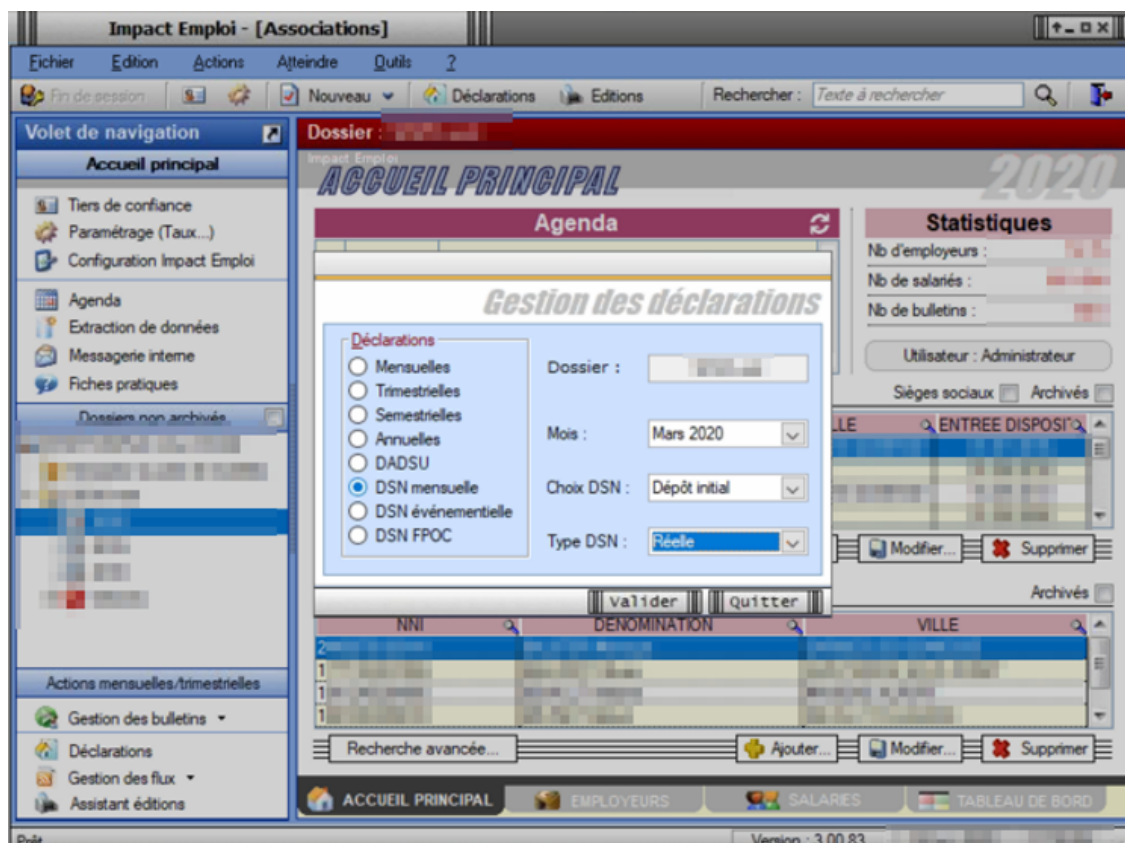 Impact Emploi - [Associations]
Fichier Edition Actions Atteindre Outils ?
Fin de session Nouveau Déclarations Editions Rechercher : Texte à rechercher
Volet de navigation
Dossier :
Accueil principal
Impact Emploi
ACCUEIL PRINCIPAL
2020
Tiers de confiance
Paramétrage (Taux...)
Configuration Impact Emploi
Agenda
Extraction de données
Messagerie interne
Fiches pratiques
Dossiers non archivés
Agenda
Statistiques
Nb d'employeurs :
Nb de salariés :
Nb de bulletins :
Utilisateur : Administrateur
Sièges sociaux Archivés
LLE ENTREE DISPOSI
Gestion des déclarations
Déclarations
Mensuelles
Trimestrielles
Semestrielles
Annuelles
DADSU
DSN mensuelle
DSN événementielle
DSN FPOC
Dossier :
Mois : Mars 2020
Choix DSN : Dépôt initial
Type DSN : Réelle
Valider Quitter
Modifier... Supprimer
Archivés
NNI DENOMINATION VILLE
2
1
1
1
Recherche avancée... Ajouter... Modifier... Supprimer
Actions mensuelles/trimestrielles
Gestion des bulletins
Déclarations
Gestion des flux
Assistant éditions
ACCUEIL PRINCIPAL EMPLOYEURS SALARIES TABLEAU DE BORD
Prêt
Version : 3.00.83